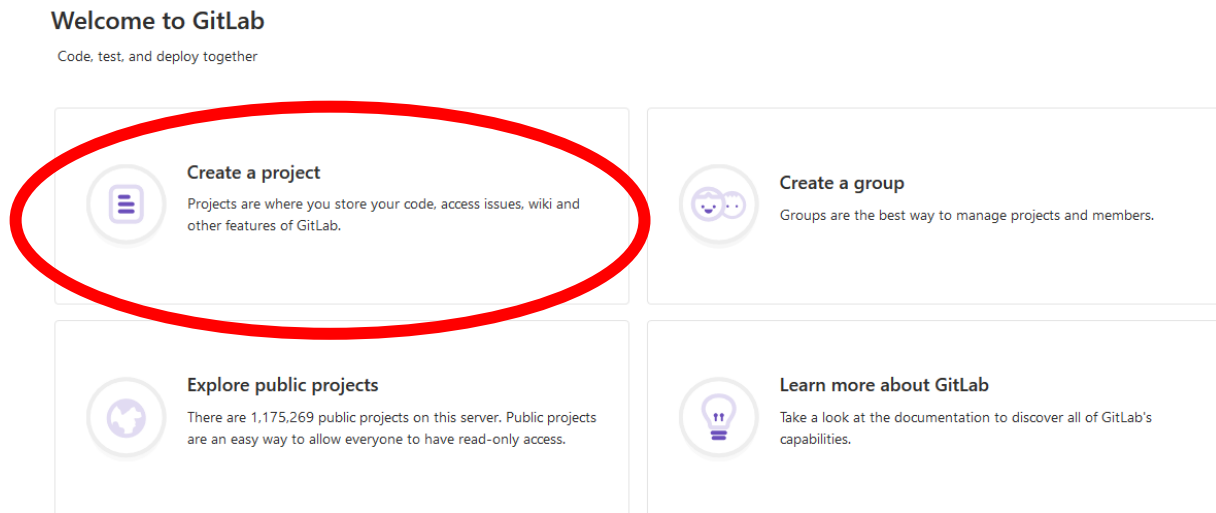 Welcome to GitLab
Code, test, and deploy together
Create a project
Projects are where you store your code, access issues, wiki and
other features of GitLab.
Create a group
Groups are the best way to manage projects and members.
Explore public projects
There are 1,175,269 public projects on this server. Public projects
are an easy way to allow everyone to have read-only access.
Learn more about GitLab
Take a look at the documentation to discover all of GitLab's
capabilities.